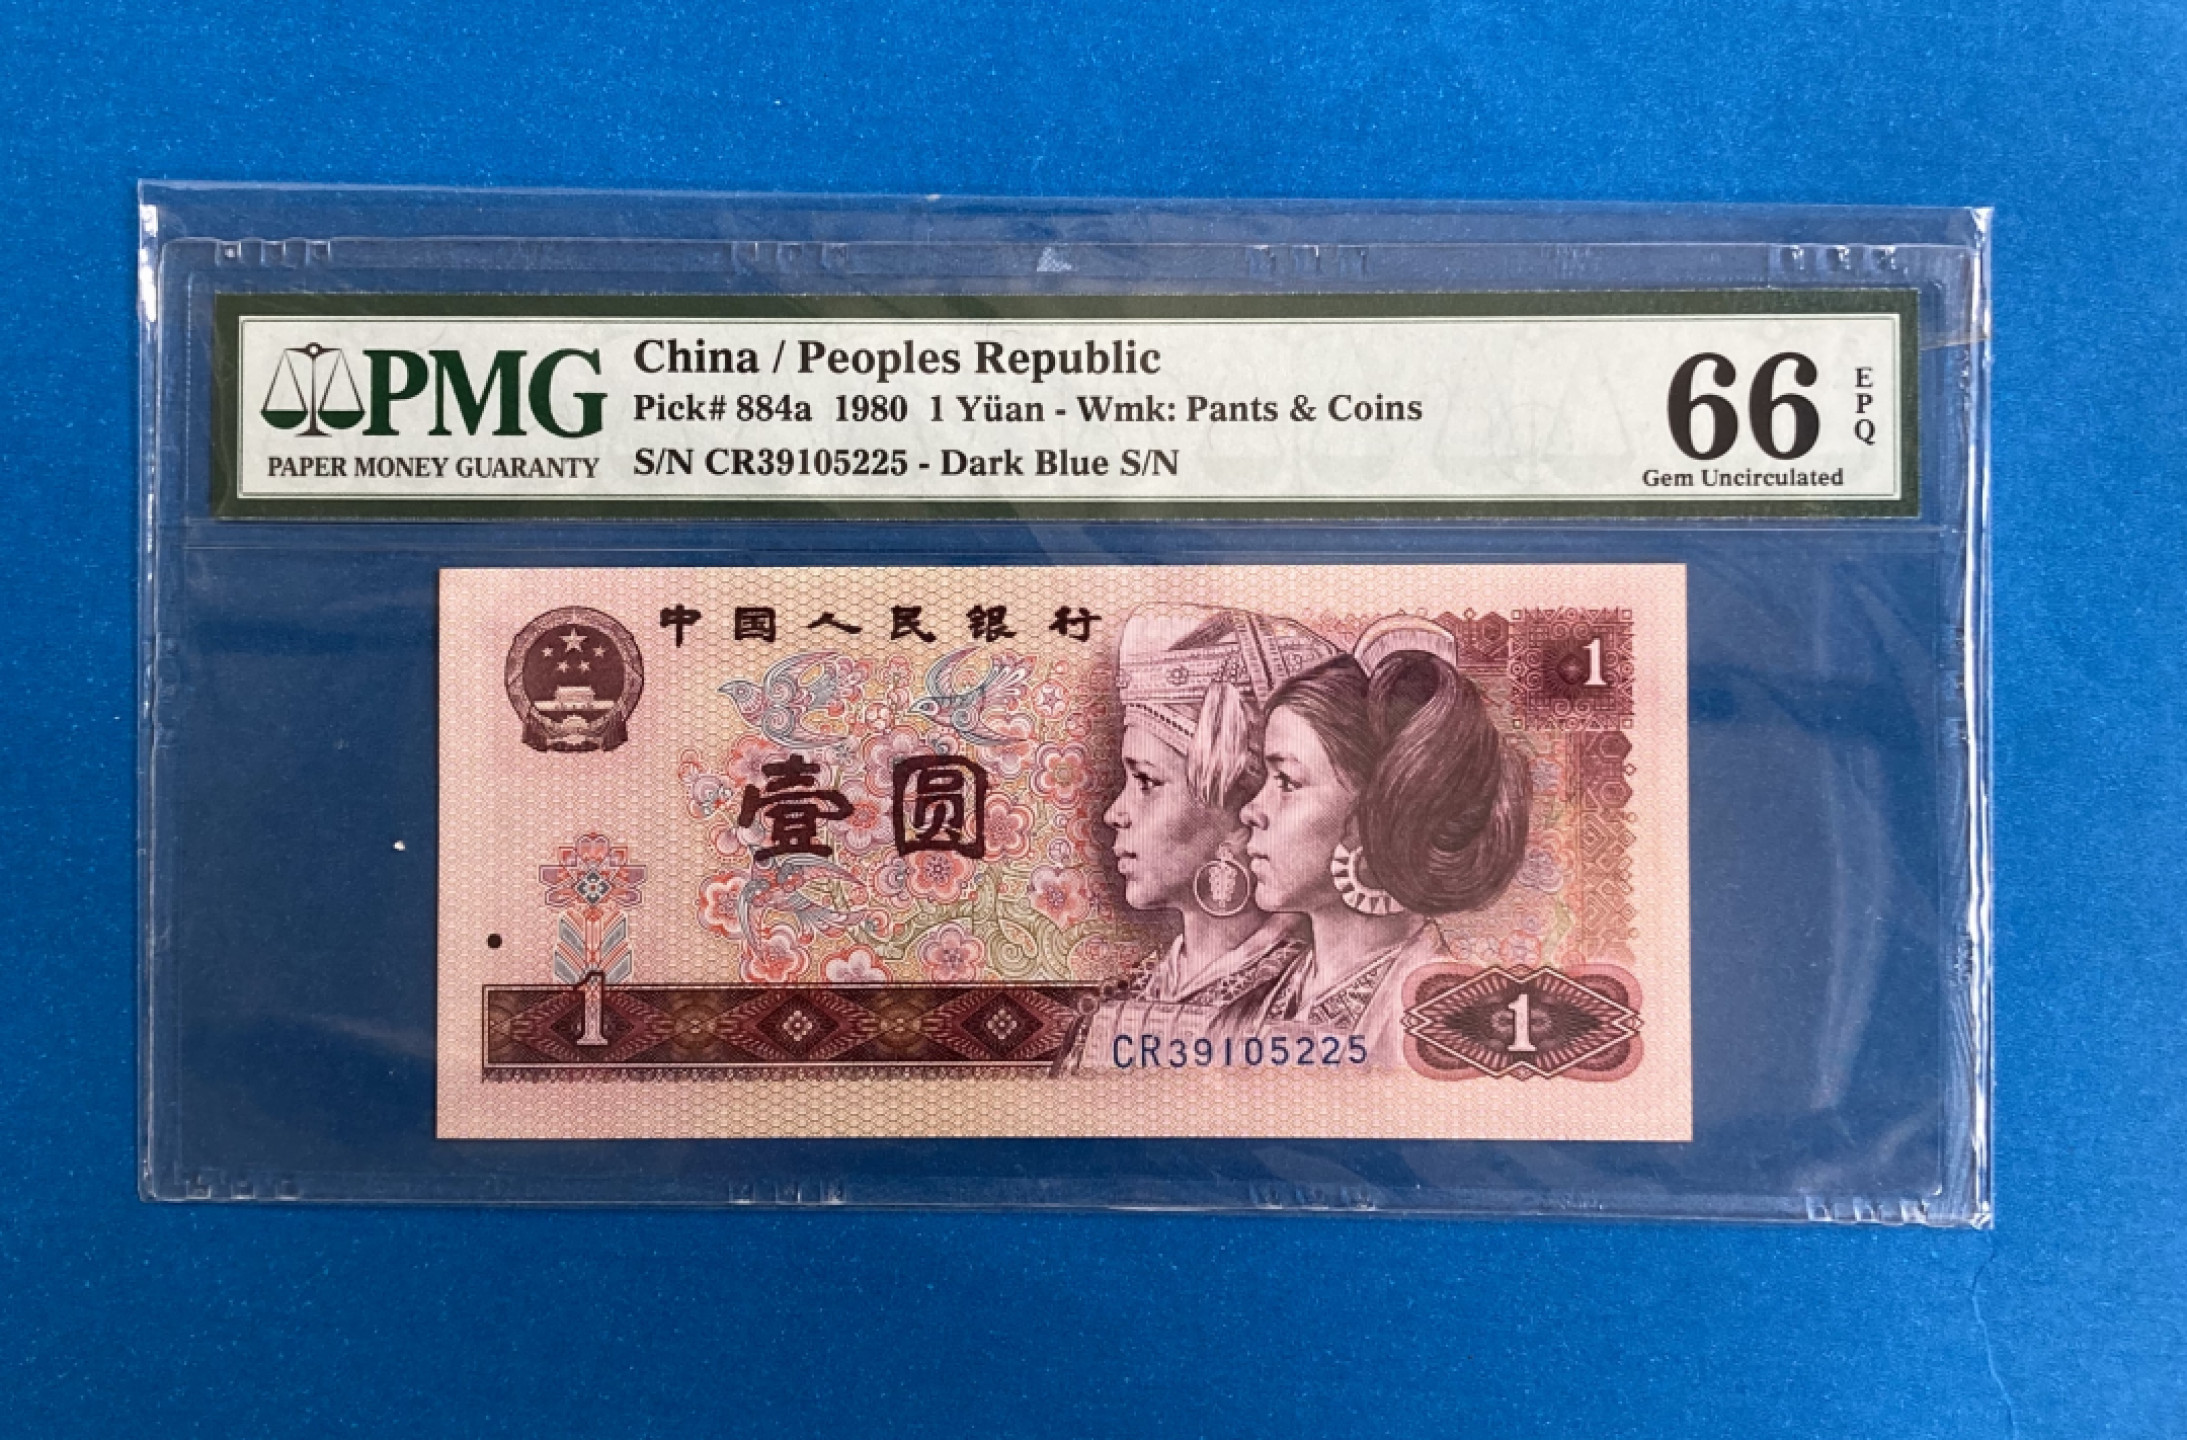 PMG
PAPER MONEY GUARANTY
China / Peoples Republic
Pick# 884a 1980 1 Yüan - Wmk: Pants & Coins
S/N CR39105225 - Dark Blue S/N
66
EPQ
Gem Uncirculated
中国人民银行
1
壹圆
1
CR39105225
1